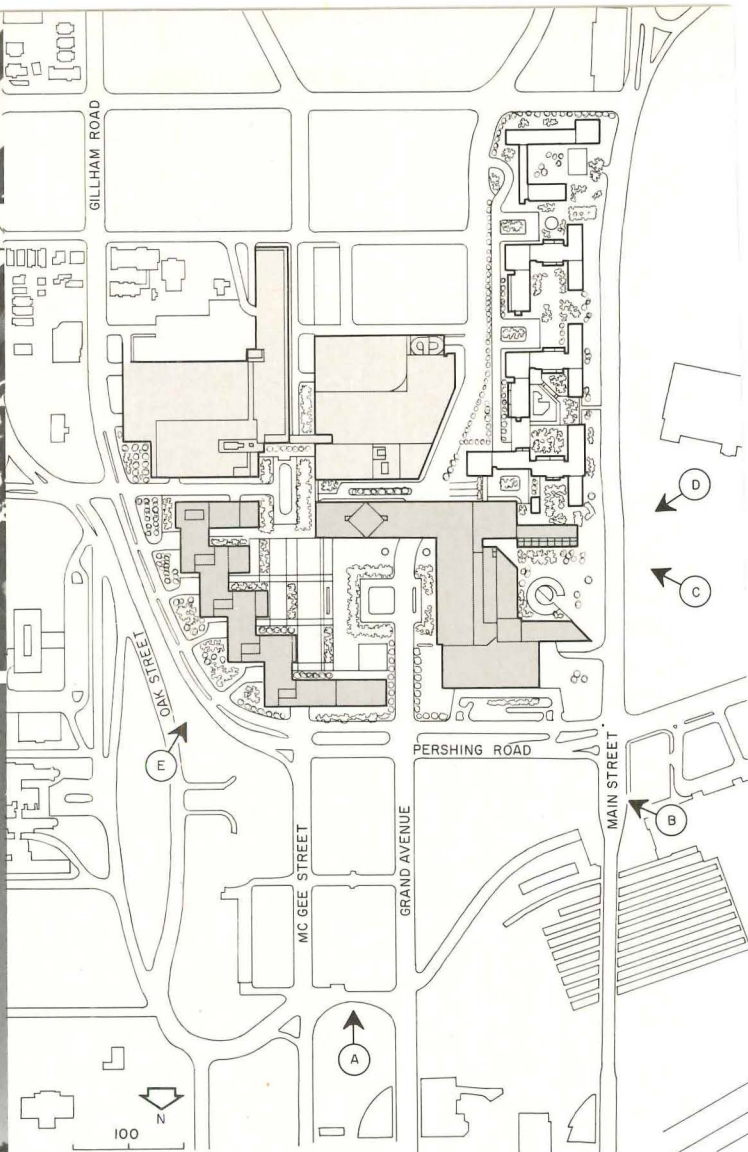 GILLHAM ROAD
D
C
OAK STREET
E
PERSHING ROAD
MAIN STREET
B
MC GEE STREET
GRAND AVENUE
A
N
100